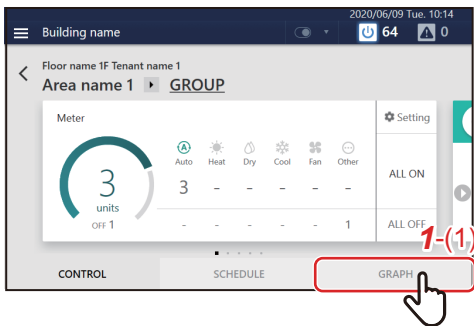 2020/06/09 Tue. 10:14
Building name
64
0
Floor name 1F Tenant name 1
Area name 1 GROUP
Meter
Setting
Auto Heat Dry Cool Fan Other
3 - - - - -
3
units
OFF 1
- - - - - 1
ALL ON
ALL OFF
1-(1)
CONTROL SCHEDULE GRAPH